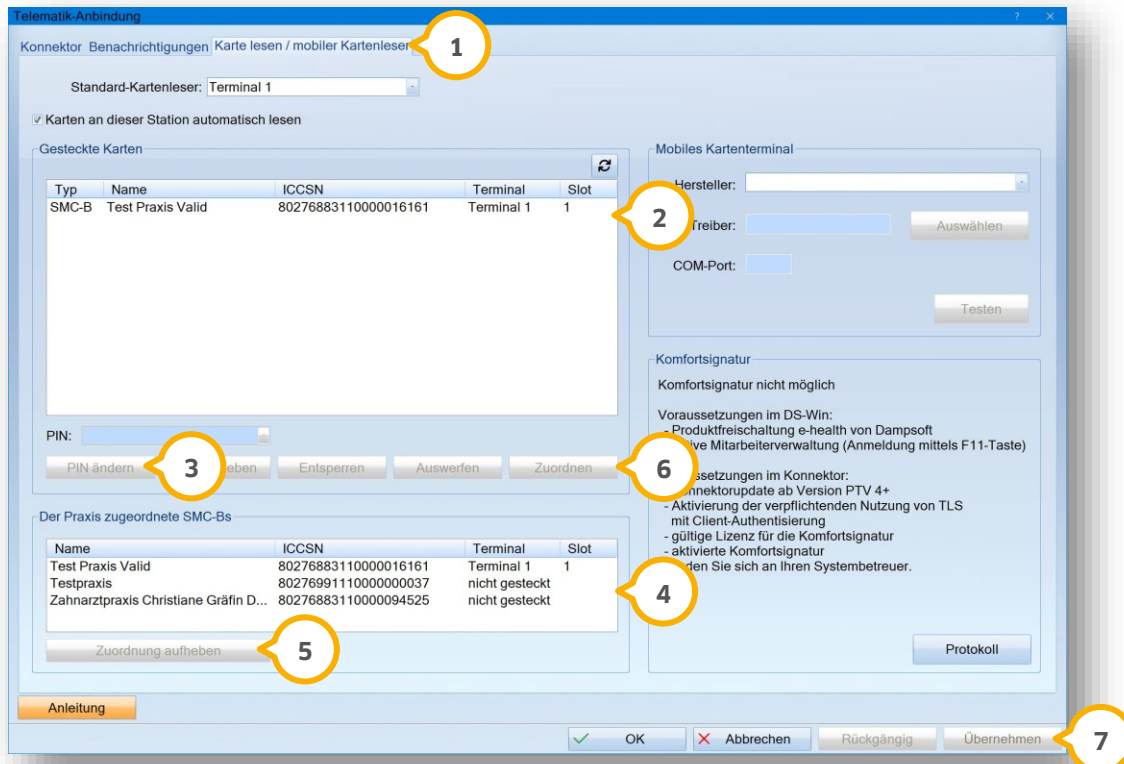 Telematik-Anbindung ? ×
Konnektor Benachrichtigungen Karte lesen / mobiler Kartenleser
1
Standard-Kartenleser: Terminal 1
Karten an dieser Station automatisch lesen
Gesteckte Karten
Typ Name ICCSN Terminal Slot
SMC-B Test Praxis Valid 80276883110000016161 Terminal 1 1
2
PIN:
PIN ändern
3
Entsperren Auswerfen Zuordnen
6
Der Praxis zugeordnete SMC-Bs
Name ICCSN Terminal Slot
Test Praxis Valid 80276883110000016161 Terminal 1 1
Testpraxis 80276991110000000037 nicht gesteckt
Zahnarztpraxis Christiane Gräfin D... 80276883110000094525 nicht gesteckt
4
Zuordnung aufheben
5
Mobiles Kartenterminal
Hersteller:
Treiber:
Auswählen
COM-Port:
Testen
Komfortsignatur
Komfortsignatur nicht möglich
Voraussetzungen im DS-Win:
- Produktfreischaltung e-health von Dampsoft
Mitarbeiterverwaltung (Anmeldung mittels F11-Taste)
im Konnektor:
ab Version PTV 4+
- Aktivierung der verpflichtenden Nutzung von TLS
mit Client-Authentisierung
- gültige Lizenz für die Komfortsignatur
- aktivierte Komfortsignatur
Sie sich an Ihren Systembetreuer.
Protokoll
Anleitung
OK Abbrechen Rückgängig Übernehmen
7